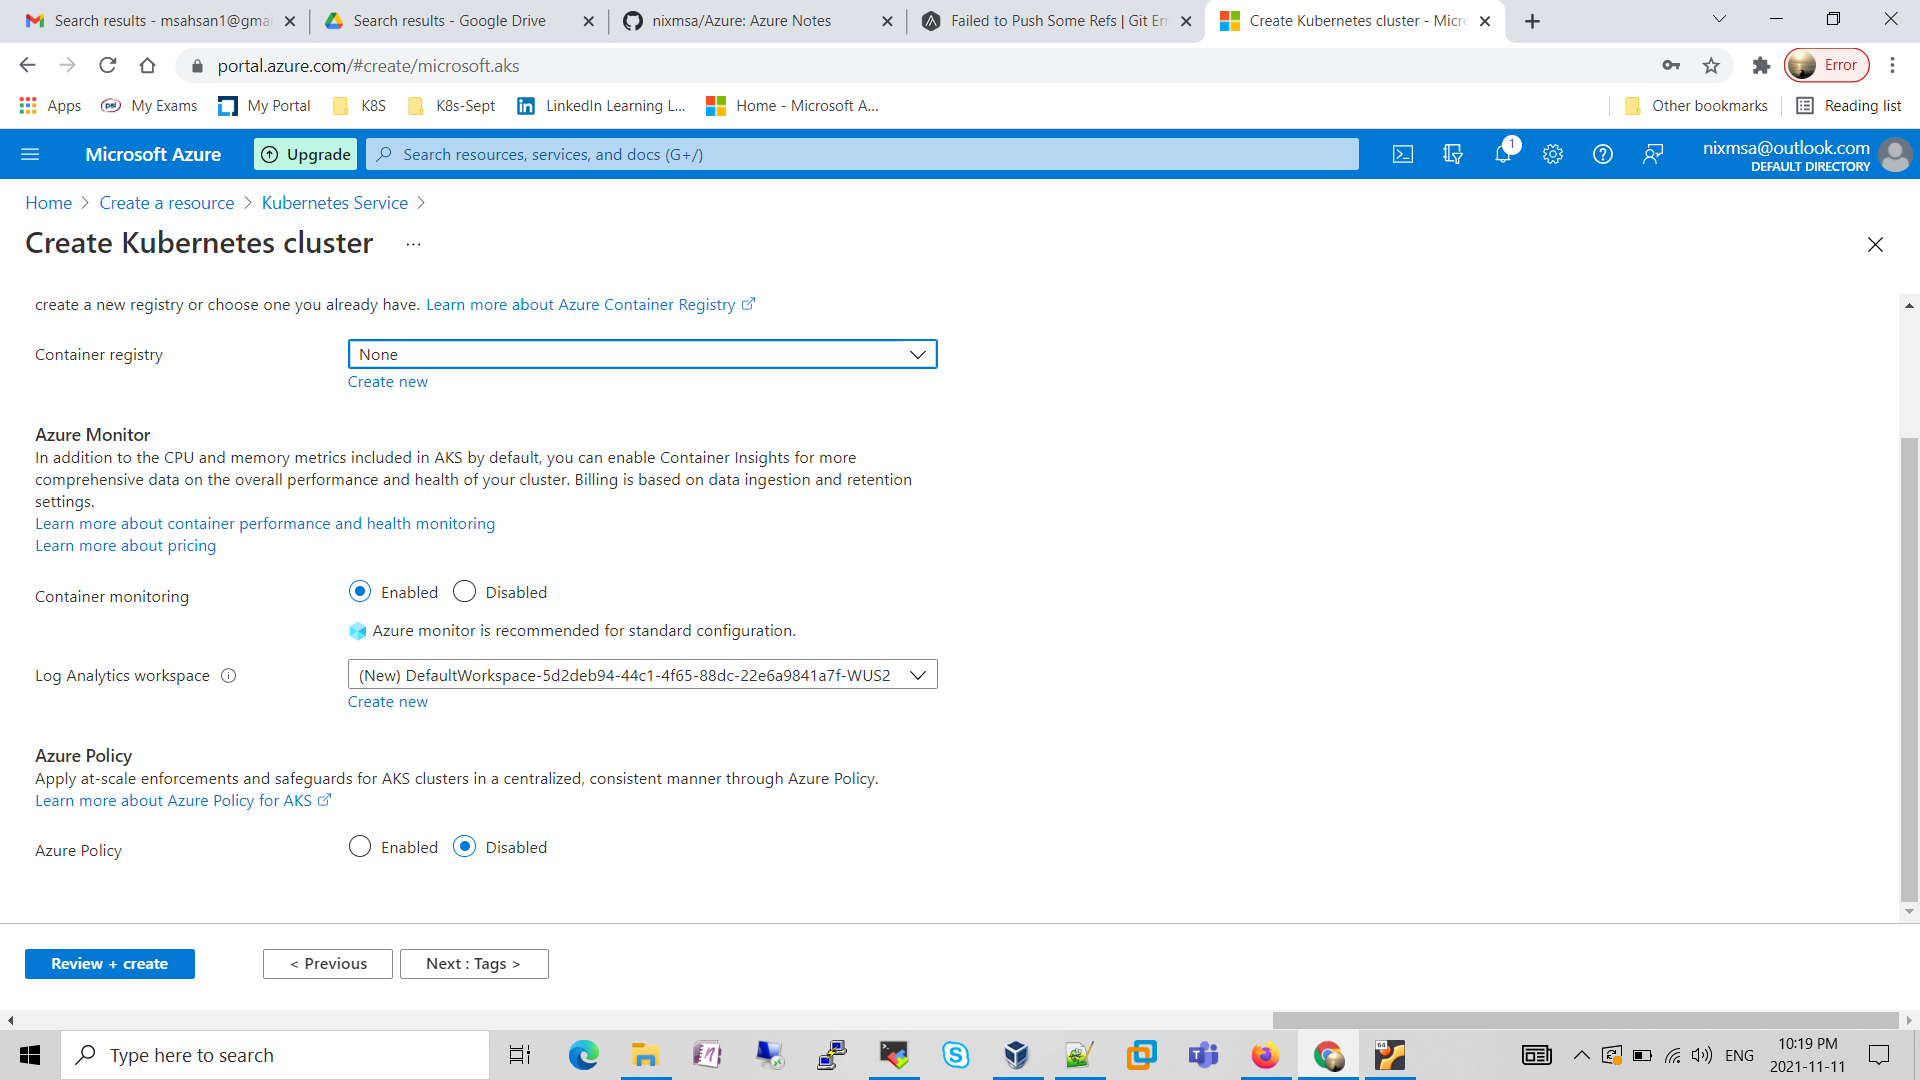 Search results - msahsan1@gmai
Search results - Google Drive
nixmsa/Azure: Azure Notes
Failed to Push Some Refs | Git Err
Create Kubernetes cluster - Micro
portal.azure.com/#create/microsoft.aks
Error
Apps
psi
My Exams
My Portal
K8S
K8s-Sept
in
LinkedIn Learning L...
Home - Microsoft A...
Other bookmarks
Reading list
Microsoft Azure
Upgrade
Search resources, services, and docs (G+/)
1
nixmsa@outlook.com
DEFAULT DIRECTORY
Home > Create a resource > Kubernetes Service >
Create Kubernetes cluster ...
create a new registry or choose one you already have. Learn more about Azure Container Registry
Container registry
None
Create new
Azure Monitor
In addition to the CPU and memory metrics included in AKS by default, you can enable Container Insights for more
comprehensive data on the overall performance and health of your cluster. Billing is based on data ingestion and retention
settings.
Learn more about container performance and health monitoring
Learn more about pricing
Container monitoring
Enabled
Disabled
Azure monitor is recommended for standard configuration.
Log Analytics workspace
(New) DefaultWorkspace-5d2deb94-44c1-4f65-88dc-22e6a9841a7f-WUS2
Create new
Azure Policy
Apply at-scale enforcements and safeguards for AKS clusters in a centralized, consistent manner through Azure Policy.
Learn more about Azure Policy for AKS
Azure Policy
Enabled
Disabled
Review + create
< Previous
Next : Tags >
Type here to search
64
ENG
10:19 PM
2021-11-11